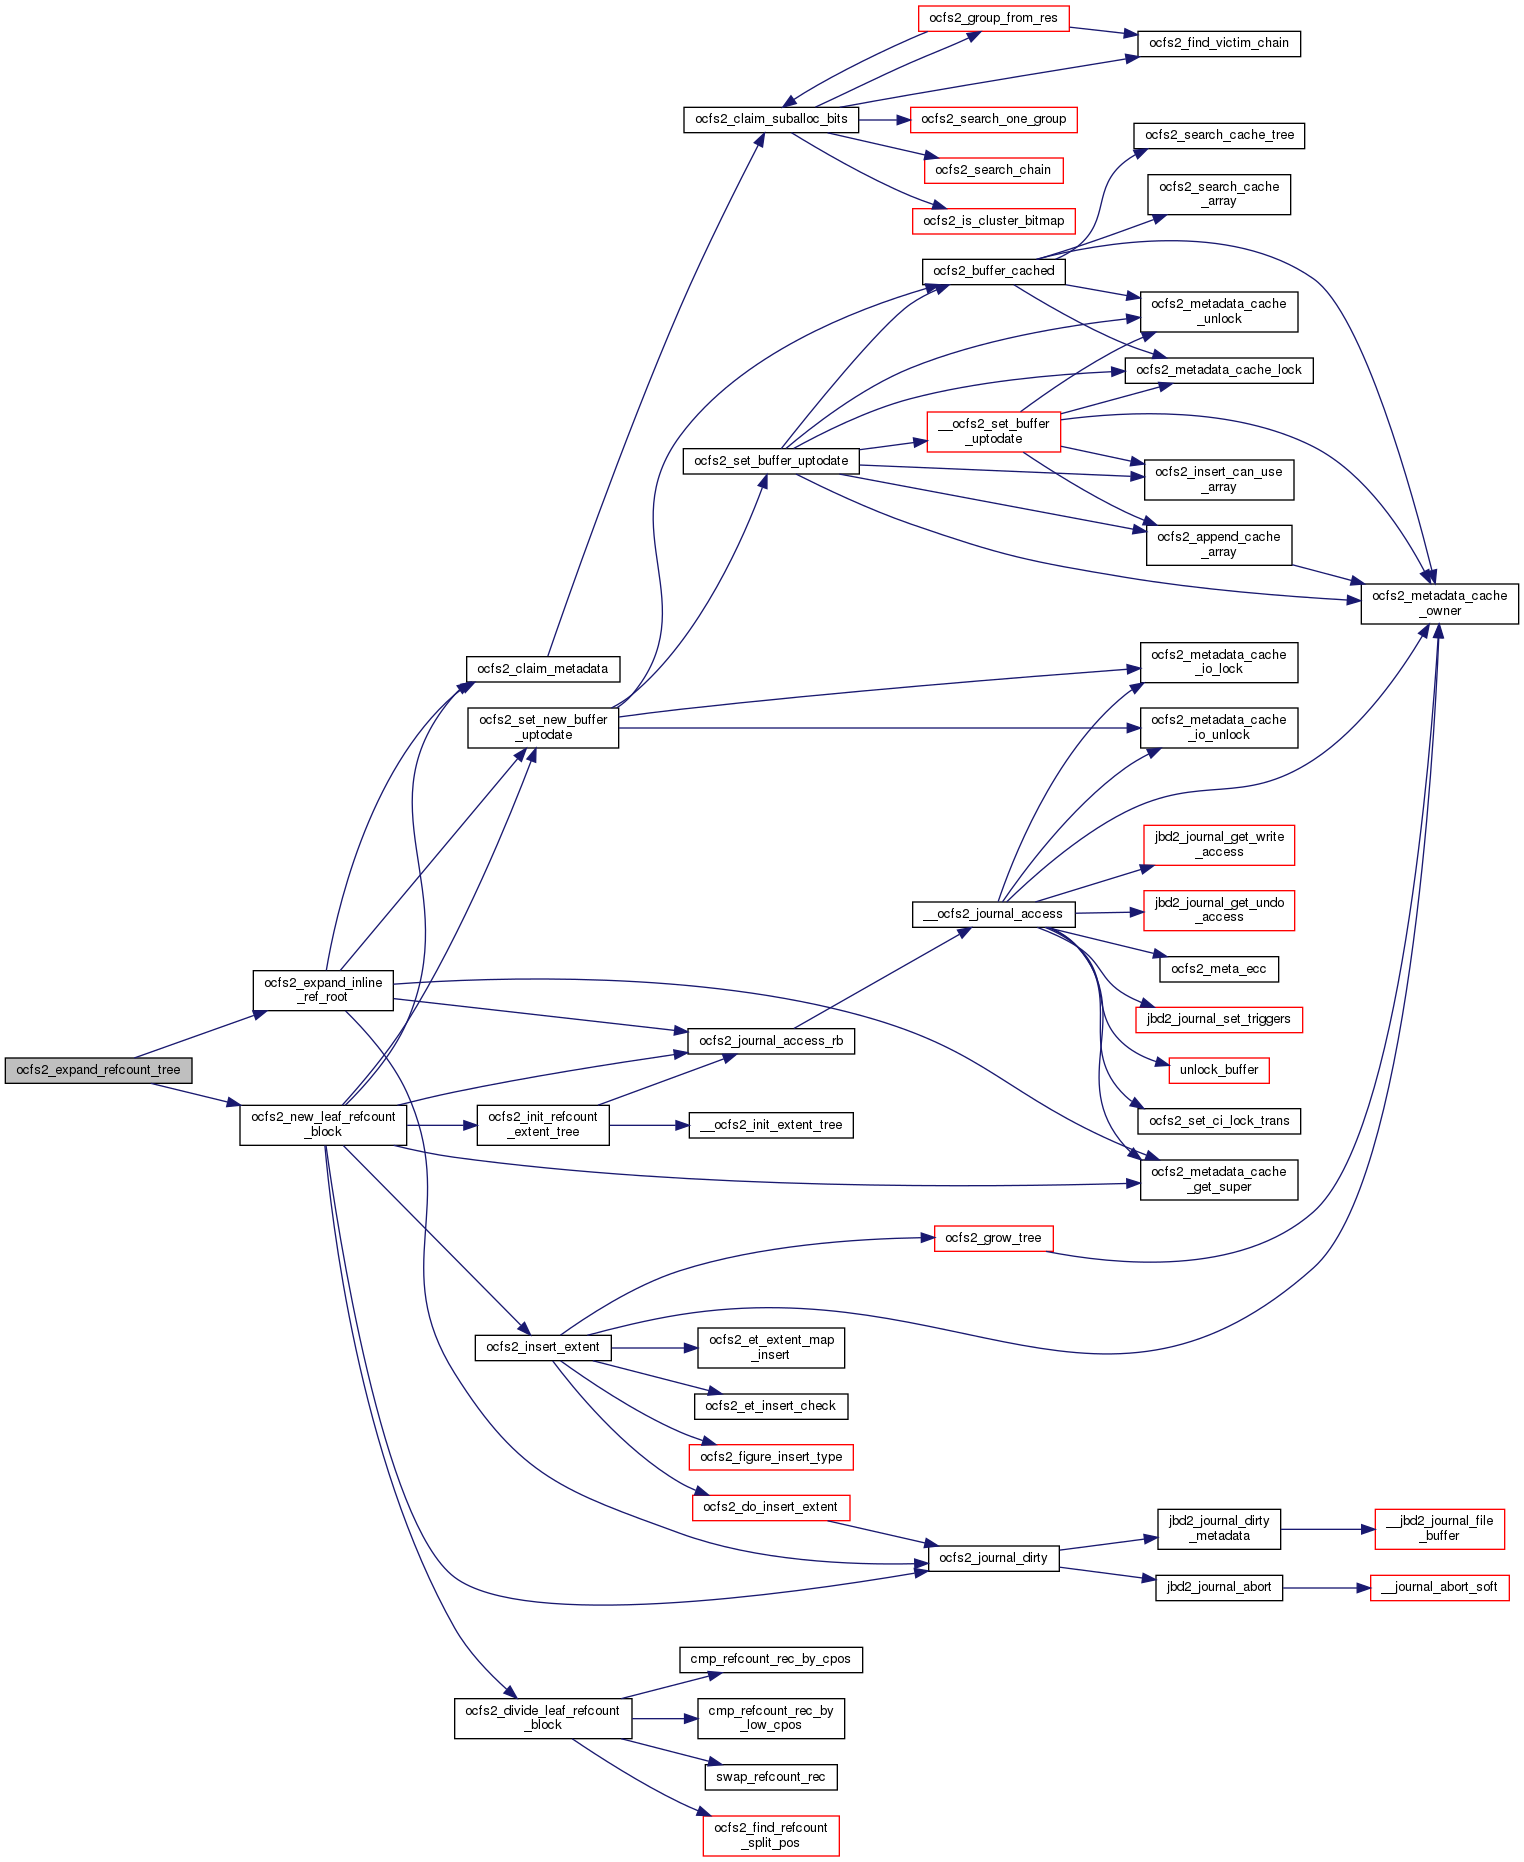 ocfs2_group_from_res
ocfs2_find_victim_chain
ocfs2_claim_suballoc_bits
ocfs2_search_one_group
ocfs2_search_cache_tree
ocfs2_search_chain
ocfs2_search_cache
_array
ocfs2_is_cluster_bitmap
ocfs2_buffer_cached
ocfs2_metadata_cache
_unlock
ocfs2_metadata_cache_lock
__ocfs2_set_buffer
_uptodate
ocfs2_set_buffer_uptodate
ocfs2_insert_can_use
_array
ocfs2_append_cache
_array
ocfs2_metadata_cache
_owner
ocfs2_claim_metadata
ocfs2_metadata_cache
_io_lock
ocfs2_set_new_buffer
_uptodate
ocfs2_metadata_cache
_io_unlock
jbd2_journal_get_write
_access
__ocfs2_journal_access
jbd2_journal_get_undo
_access
ocfs2_meta_ecc
ocfs2_expand_inline
_ref_root
jbd2_journal_set_triggers
ocfs2_journal_access_rb
ocfs2_expand_refcount_tree
unlock_buffer
ocfs2_new_leaf_refcount
_block
ocfs2_init_refcount
_extent_tree
__ocfs2_init_extent_tree
ocfs2_set_ci_lock_trans
ocfs2_metadata_cache
_get_super
ocfs2_grow_tree
ocfs2_insert_extent
ocfs2_et_extent_map
_insert
ocfs2_et_insert_check
ocfs2_figure_insert_type
ocfs2_do_insert_extent
jbd2_journal_dirty
_metadata
__jbd2_journal_file
_buffer
ocfs2_journal_dirty
jbd2_journal_abort
__journal_abort_soft
cmp_refcount_rec_by_cpos
ocfs2_divide_leaf_refcount
_block
cmp_refcount_rec_by
_low_cpos
swap_refcount_rec
ocfs2_find_refcount
_split_pos